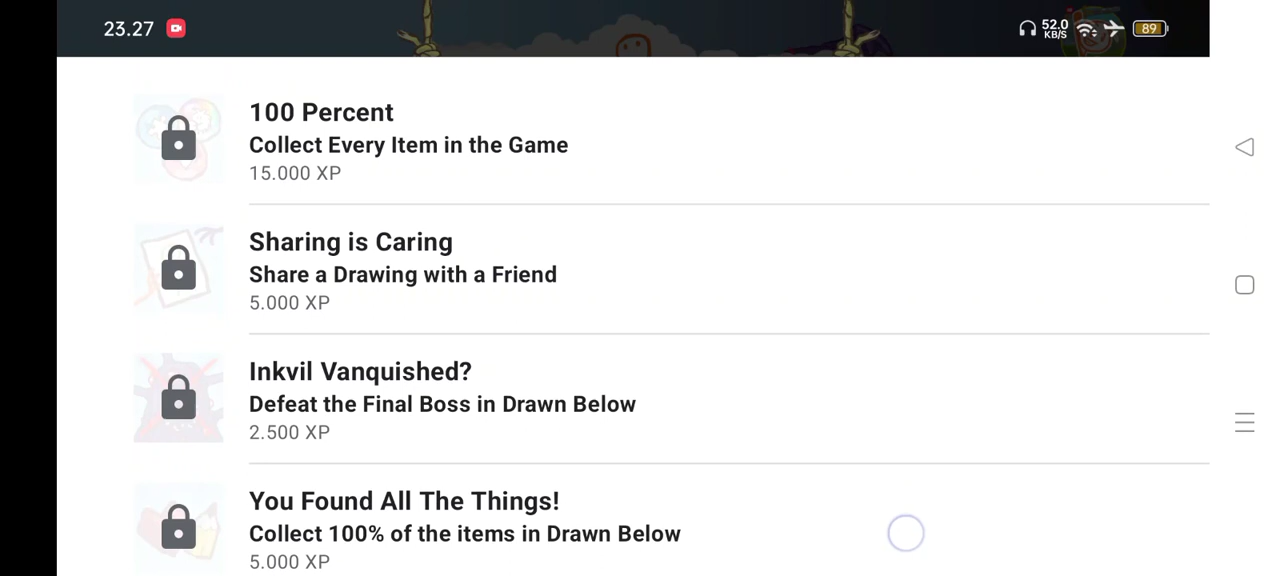 23.27
52.0
KB/S
89
100 Percent
Collect Every Item in the Game
15.000 XP
Sharing is Caring
Share a Drawing with a Friend
5.000 XP
Inkvil Vanquished?
Defeat the Final Boss in Drawn Below
2.500 XP
You Found All The Things!
Collect 100% of the items in Drawn Below
5.000 XP